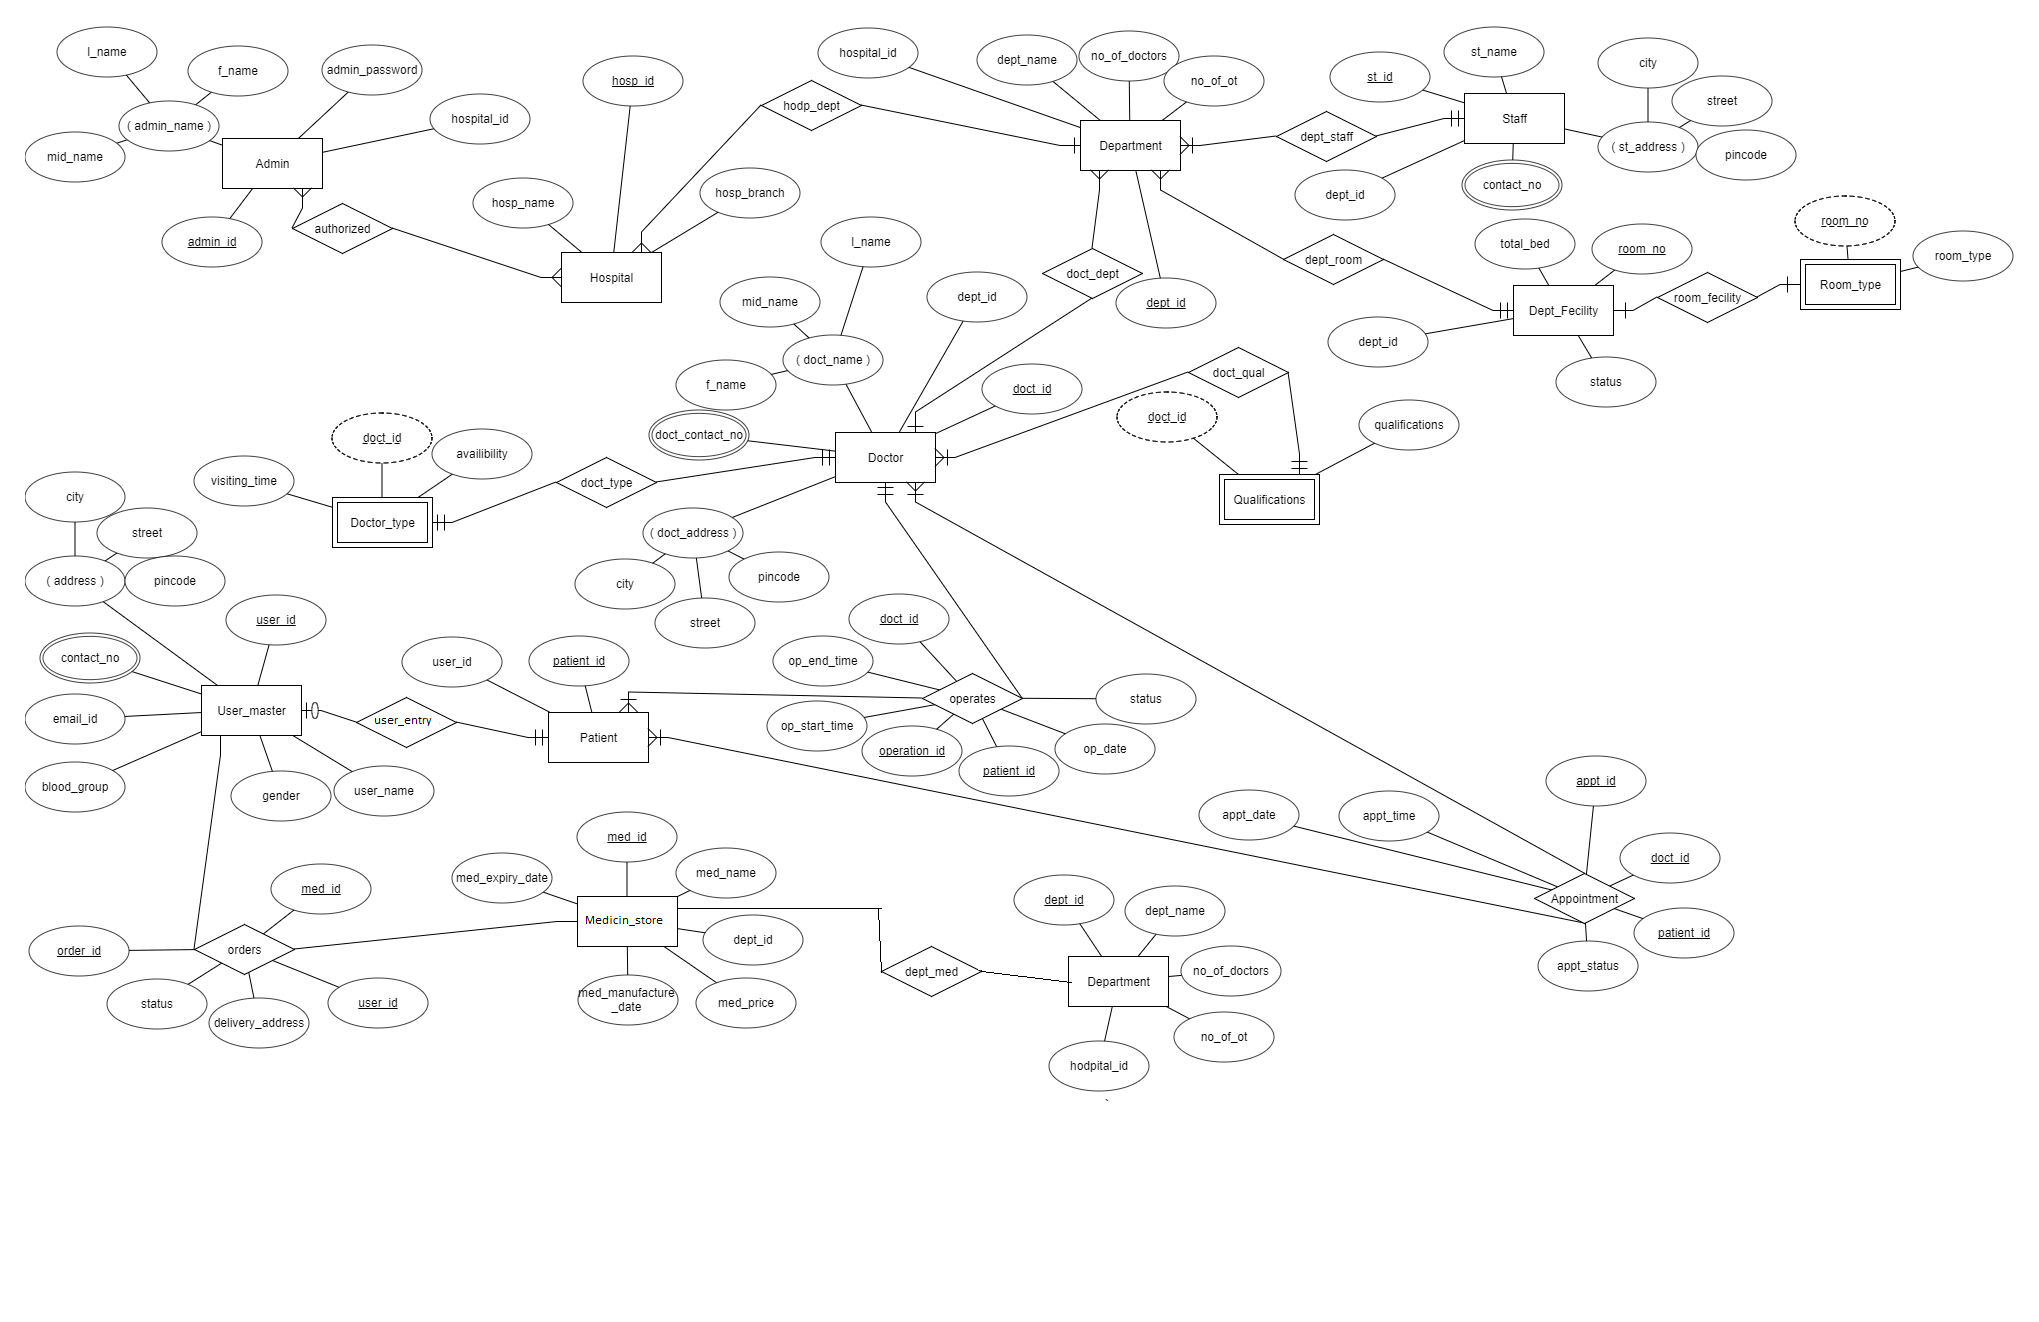 l_name
f_name
admin_password
( admin_name )
hospital_id
mid_name
Admin
admin_id
authorized
hosp_id
hosp_name
hosp_branch
Hospital
hodp_dept
hospital_id
dept_name
no_of_doctors
no_of_ot
Department
dept_staff
st_id
st_name
city
street
Staff
( st_address )
pincode
dept_id
contact_no
doct_dept
dept_id
dept_room
total_bed
room_no
Dept_Fecility
dept_id
status
room_fecility
room_no
room_type
Room_type
l_name
mid_name
dept_id
( doct_name )
f_name
doct_id
doct_contact_no
Doctor
doct_qual
doct_id
qualifications
Qualifications
doct_id
availibility
visiting_time
Doctor_type
doct_type
( doct_address )
city
pincode
street
city
street
( address )
pincode
user_id
contact_no
email_id
User_master
blood_group
gender
user_name
user_entry
user_id
patient_id
Patient
doct_id
op_end_time
operates
status
op_start_time
operation_id
op_date
patient_id
appt_id
appt_date
appt_time
doct_id
Appointment
patient_id
appt_status
med_id
med_expiry_date
med_name
Medicin_store
dept_id
med_manufacture
_date
med_price
med_id
order_id
orders
status
user_id
delivery_address
dept_med
dept_id
dept_name
no_of_doctors
Department
no_of_ot
hodpital_id